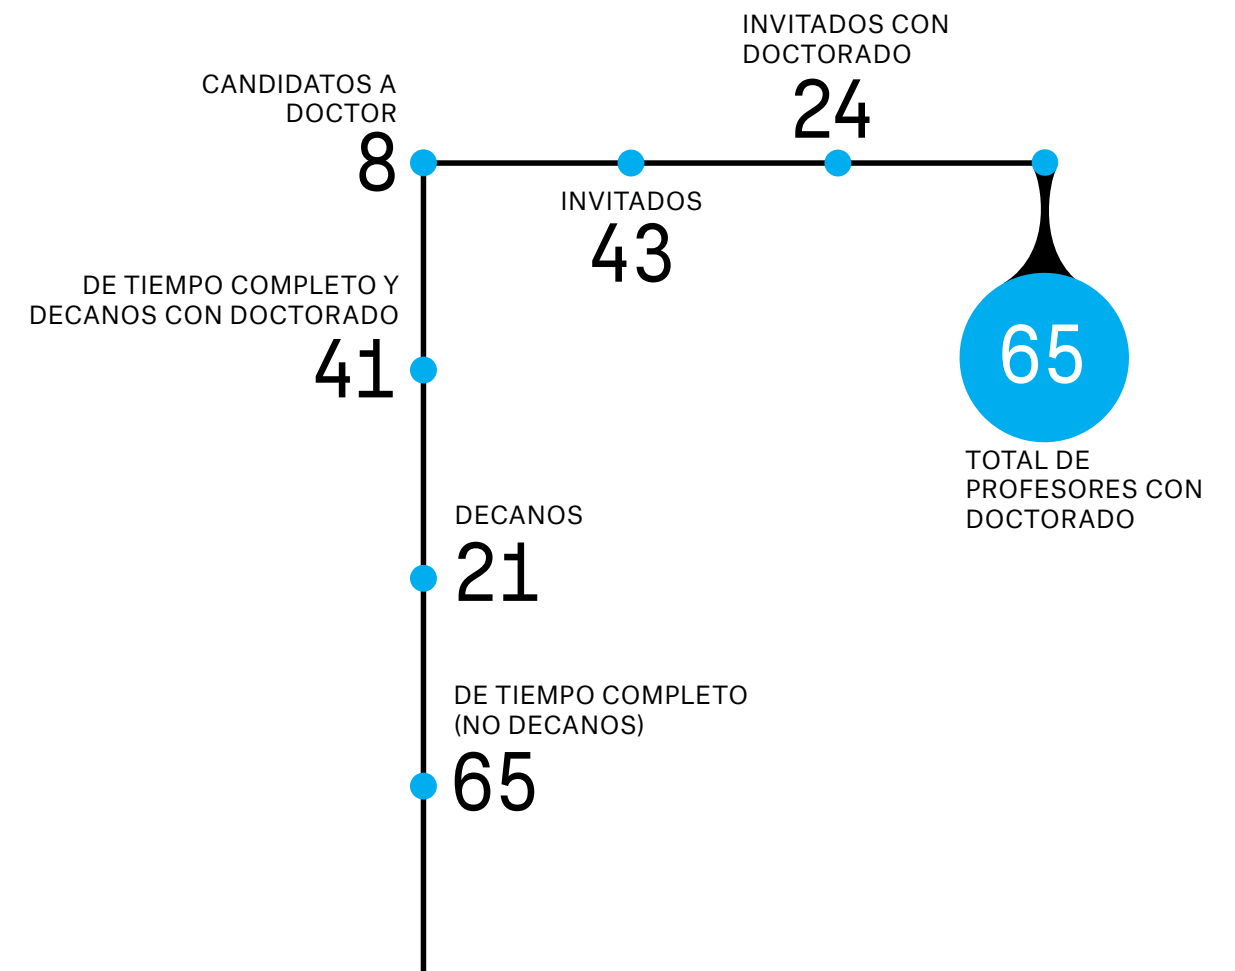 INVITADOS CON
DOCTORADO
24
CANDIDATOS A
DOCTOR
8
INVITADOS
43
DE TIEMPO COMPLETO Y
DECANOS CON DOCTORADO
41
65
TOTAL DE
PROFESORES CON
DOCTORADO
DECANOS
21
DE TIEMPO COMPLETO
(NO DECANOS)
65